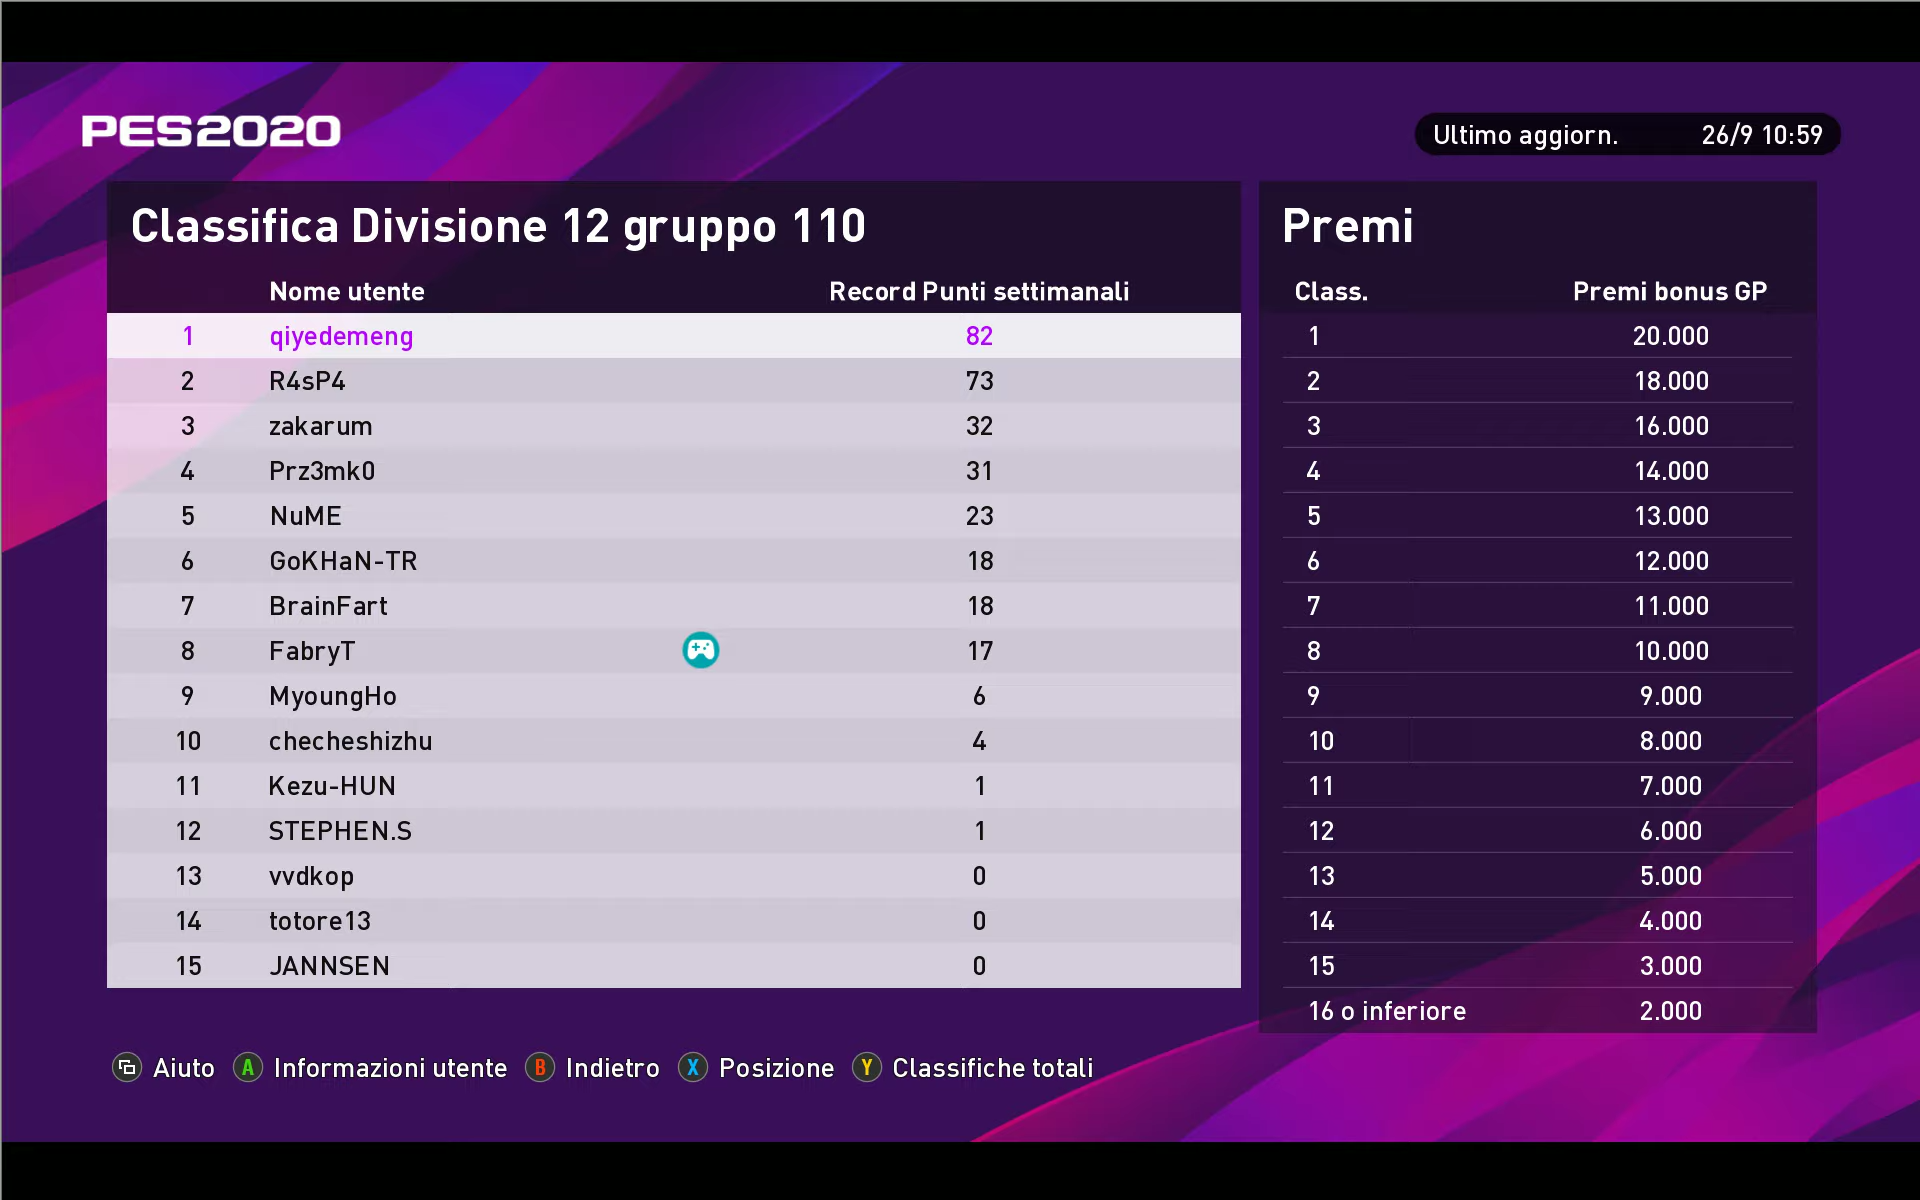 PES2020
Ultimo aggiorn. 26/9 10:59
Classifica Divisione 12 gruppo 110
Nome utente Record Punti settimanali
1 qiyedemeng 82
2 R4sP4 73
3 zakarum 32
4 Prz3mk0 31
5 NuME 23
6 GoKHaN-TR 18
7 BrainFart 18
8 FabryT 17
9 MyoungHo 6
10 checheshizhu 4
11 Kezu-HUN 1
12 STEPHEN.S 1
13 vvdkop 0
14 totore13 0
15 JANNSEN 0
Premi
Class. Premi bonus GP
1 20.000
2 18.000
3 16.000
4 14.000
5 13.000
6 12.000
7 11.000
8 10.000
9 9.000
10 8.000
11 7.000
12 6.000
13 5.000
14 4.000
15 3.000
16 o inferiore 2.000
Aiuto A Informazioni utente B Indietro X Posizione Y Classifiche totali